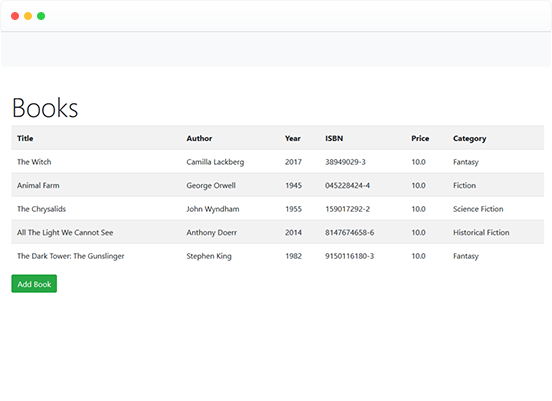 Books
Title Author Year ISBN Price Category
The Witch Camilla Lackberg 2017 38949029-3 10.0 Fantasy
Animal Farm George Orwell 1945 045228424-4 10.0 Fiction
The Chrysalids John Wyndham 1955 159017292-2 10.0 Science Fiction
All The Light We Cannot See Anthony Doerr 2014 8147674658-6 10.0 Historical Fiction
The Dark Tower: The Gunslinger Stephen King 1982 9150116180-3 10.0 Fantasy
Add Book